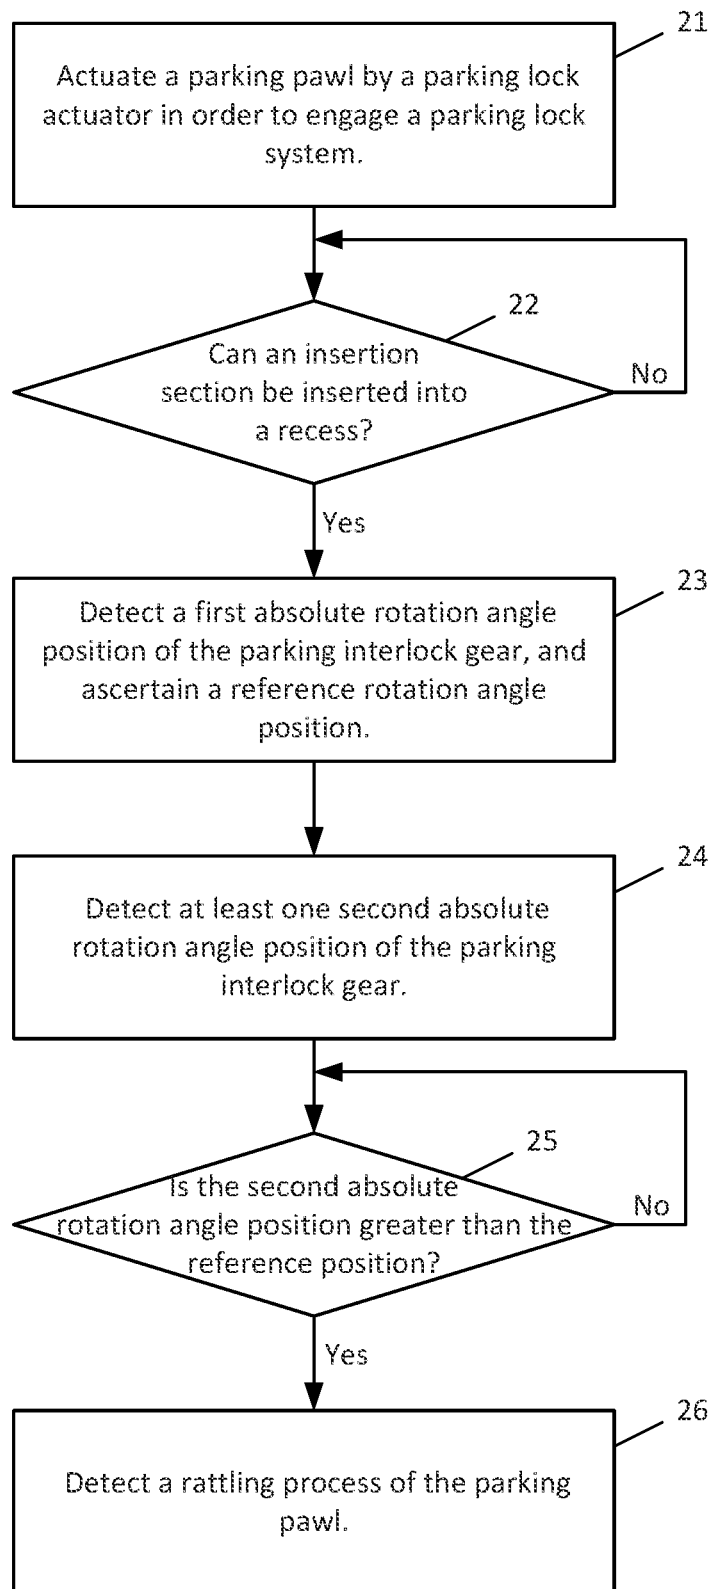 21
Actuate a parking pawl by a parking lock
actuator in order to engage a parking lock
system.
22
Can an insertion
section be inserted into
a recess?
No
Yes
23
Detect a first absolute rotation angle
position of the parking interlock gear, and
ascertain a reference rotation angle
position.
24
Detect at least one second absolute
rotation angle position of the parking
interlock gear.
25
Is the second absolute
rotation angle position greater than the
reference position?
No
Yes
26
Detect a rattling process of the parking
pawl.